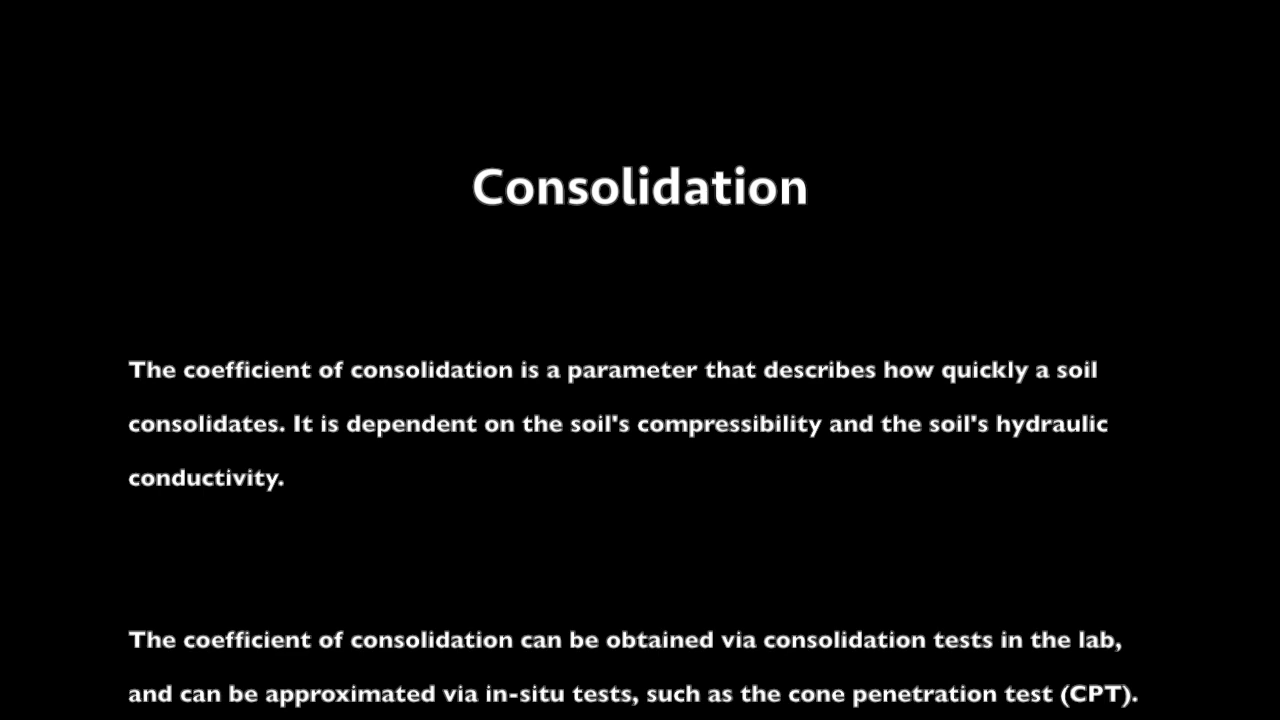 Consolidation
The coefficient of consolidation is a parameter that describes how quickly a soil
consolidates. It is dependent on the soil's compressibility and the soil's hydraulic
conductivity.
The coefficient of consolidation can be obtained via consolidation tests in the lab,
and can be approximated via in-situ tests, such as the cone penetration test (CPT).